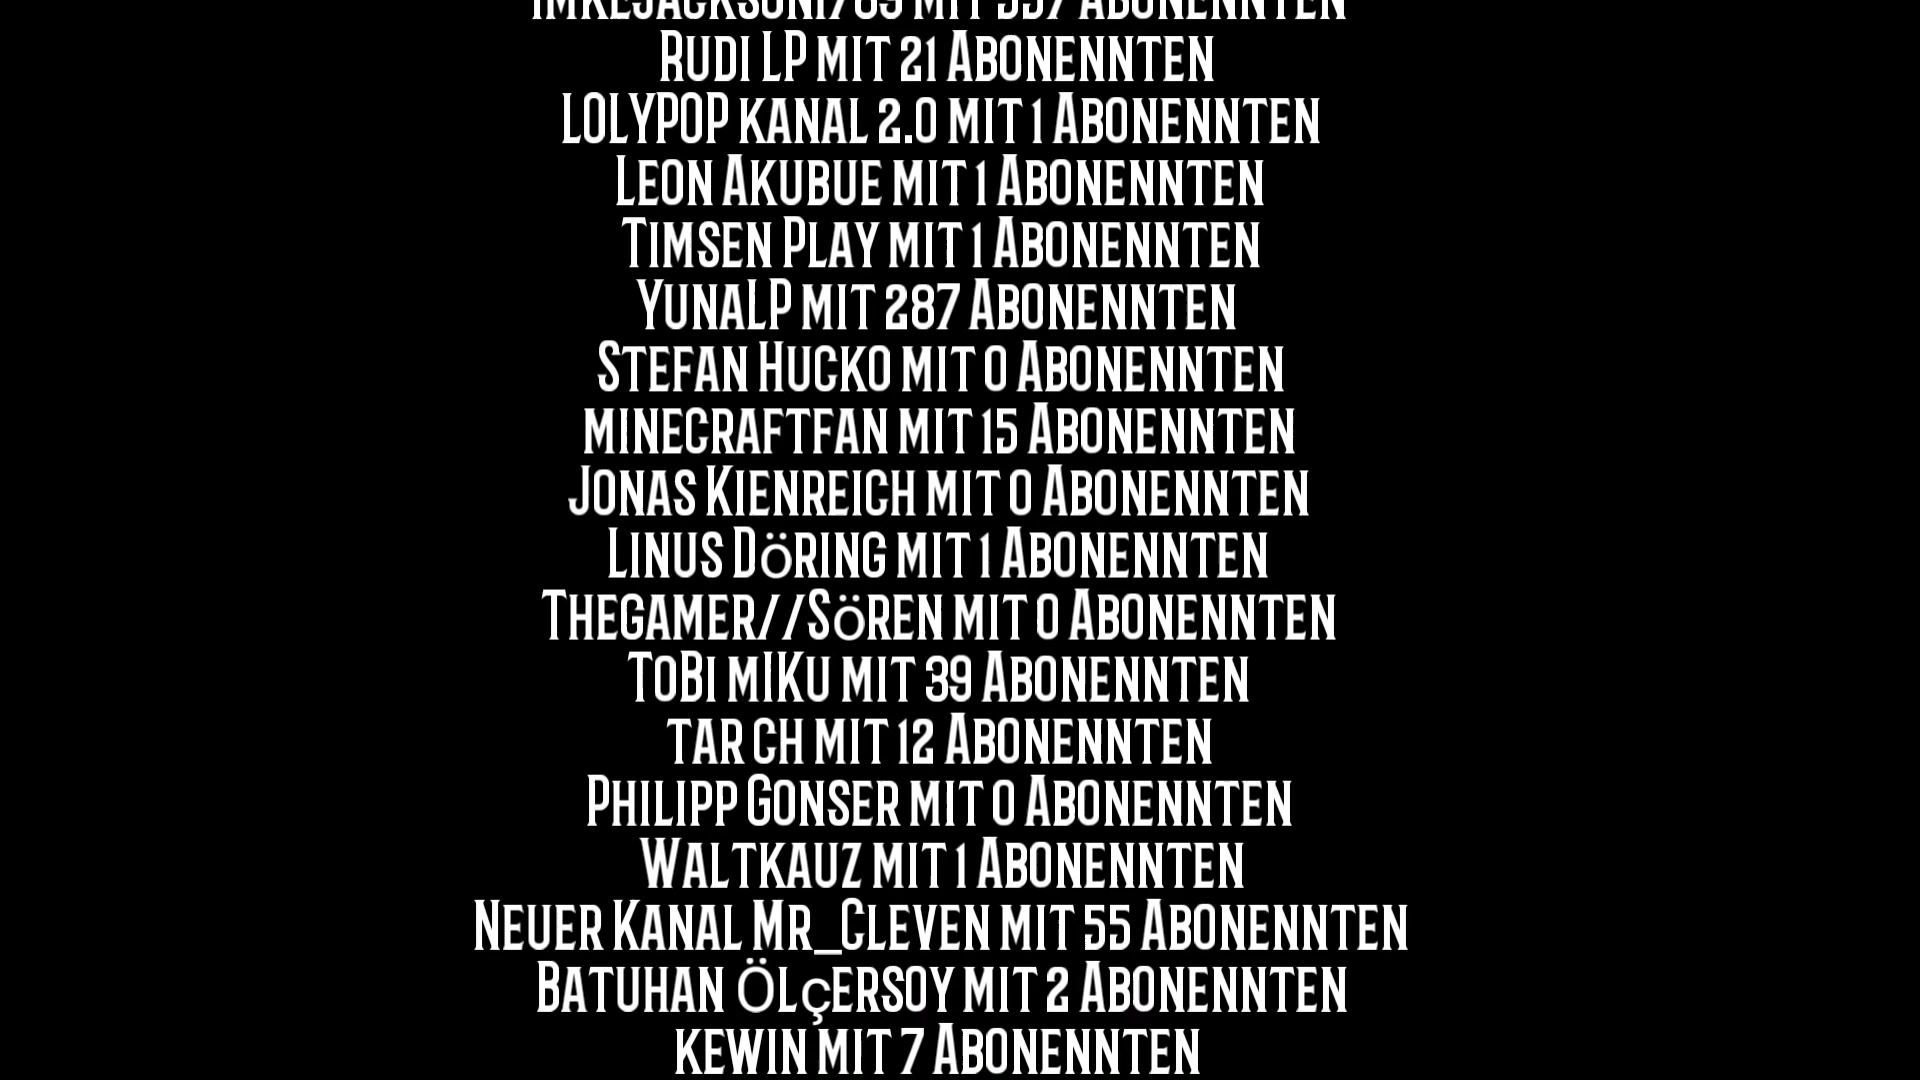 mit 557 Abonennten
Rudi LP mit 21 Abonennten
LOLYPOP kanal 2.0 mit 1 Abonennten
Leon Akubue mit 1 Abonennten
Timsen Play mit 1 Abonennten
YunaLP mit 287 Abonennten
Stefan Hucko mit 0 Abonennten
minecraftfan mit 15 Abonennten
Jonas Kienreich mit 0 Abonennten
Linus Döring mit 1 Abonennten
Thegamer//Sören mit 0 Abonennten
ToBi mIKu mit 39 Abonennten
tar ch mit 12 Abonennten
Philipp Gonser mit 0 Abonennten
Waltkauz mit 1 Abonennten
Neuer Kanal Mr_Cleven mit 55 Abonennten
Batuhan Ölçersoy mit 2 Abonennten
kewin mit 7 Abonennten